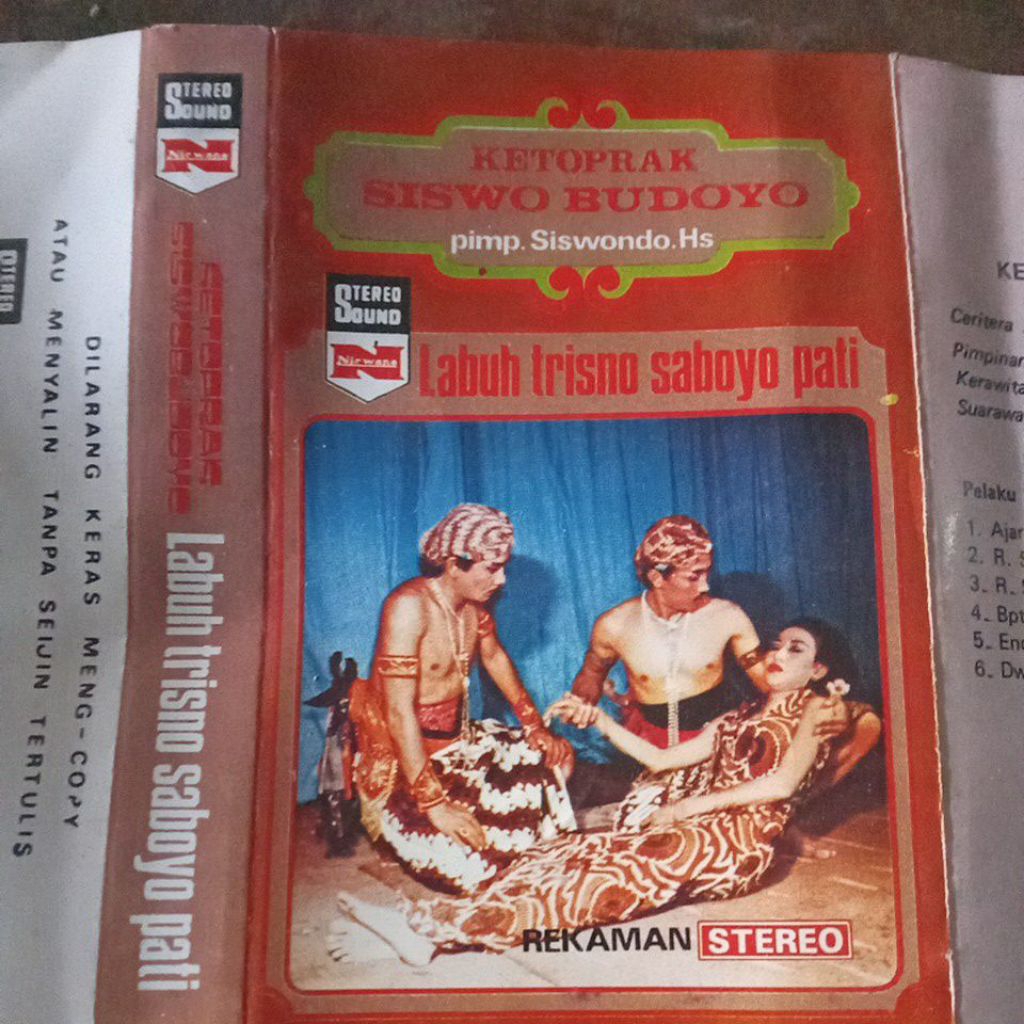 STEREO
DILARANG KERAS MENG-COPY
ATAU MENYALIN TANPA SEIJIN TERTULIS
STEREO
SOUND
Nirwana
KETOPRAK
SISWO BUDOYO
Labuh trisno saboyo pati
KETOPRAK
SISWO BUDOYO
pimp. Siswondo.Hs
STEREO
SOUND
Nirwana
Labuh trisno saboyo pati
REKAMAN STEREO
KE
Ceritera
Pimpinan
Kerawita
Suarawa
Pelaku
1. Ajar
2. R. S
3. R.
4. Bpt
5. End
6. Dw